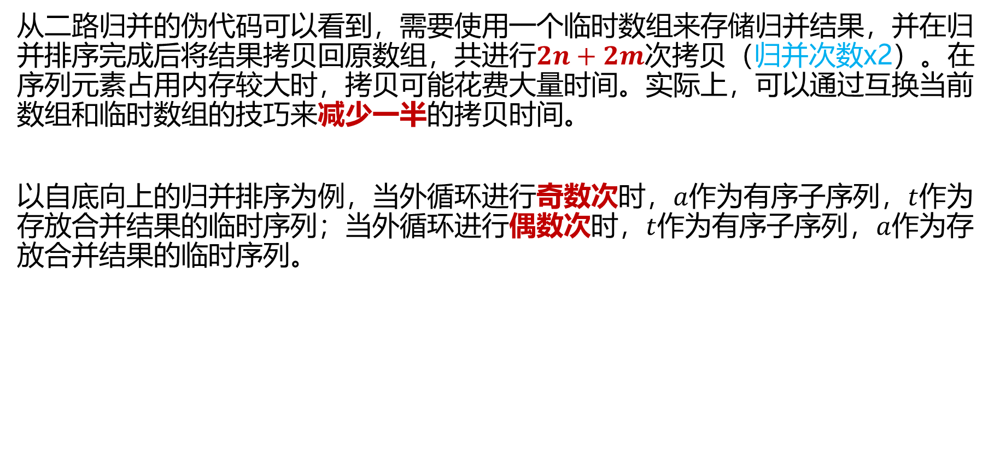 从二路归并的伪代码可以看到，需要使用一个临时数组来存储归并结果，并在归
并排序完成后将结果拷贝回原数组，共进行2n + 2m次拷贝（归并次数x2）。在
序列元素占用内存较大时，拷贝可能花费大量时间。实际上，可以通过互换当前
数组和临时数组的技巧来减少一半的拷贝时间。
以自底向上的归并排序为例，当外循环进行奇数次时，a作为有序子序列，t作为
存放合并结果的临时序列；当外循环进行偶数次时，t作为有序子序列，a作为存
放合并结果的临时序列。